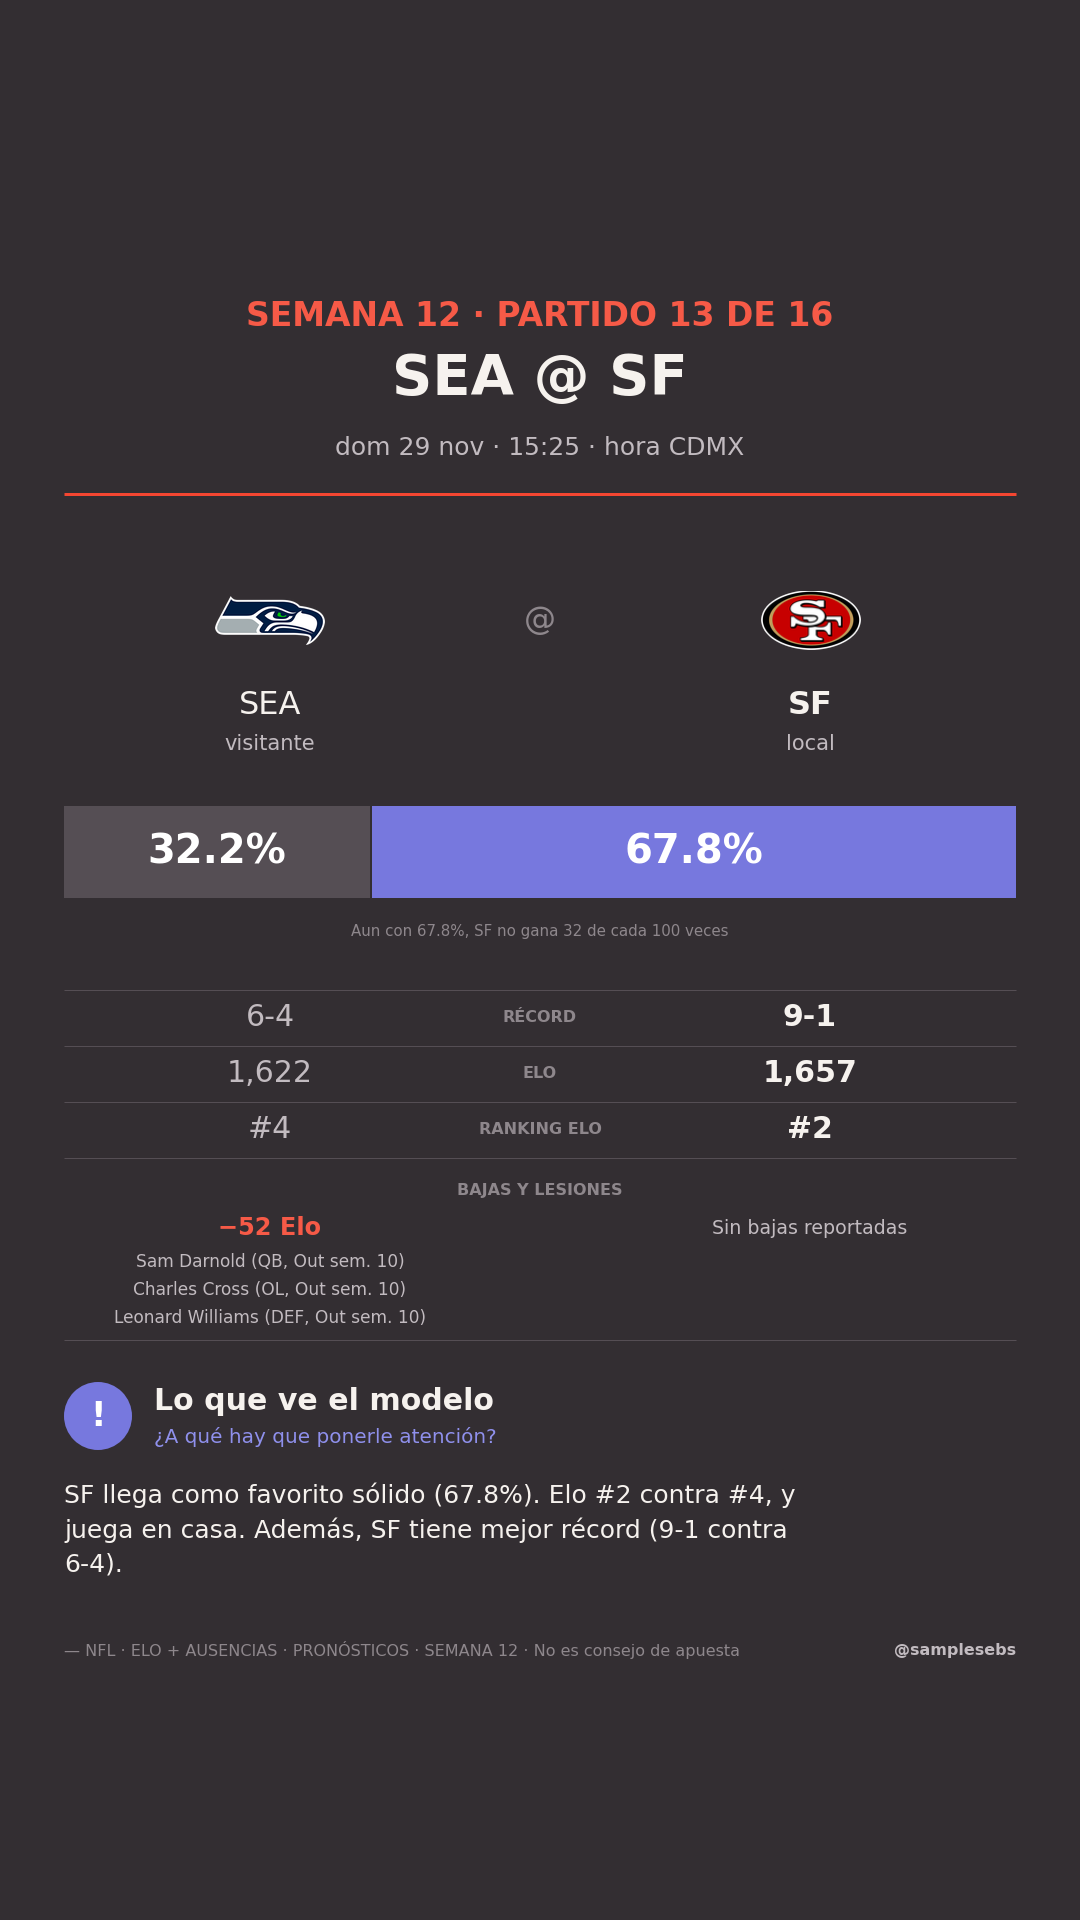 SEMANA 12 · PARTIDO 13 DE 16
SEA @ SF
dom 29 nov · 15:25 · hora CDMX
@
SF
SEA
SF
visitante
local
32.2%
67.8%
Aun con 67.8%, SF no gana 32 de cada 100 veces
6-4 RÉCORD 9-1
1,622 ELO 1,657
#4 RANKING ELO #2
BAJAS Y LESIONES
−52 Elo
Sin bajas reportadas
Sam Darnold (QB, Out sem. 10)
Charles Cross (OL, Out sem. 10)
Leonard Williams (DEF, Out sem. 10)
!
Lo que ve el modelo
¿A qué hay que ponerle atención?
SF llega como favorito sólido (67.8%). Elo #2 contra #4, y
juega en casa. Además, SF tiene mejor récord (9-1 contra
6-4).
— NFL · ELO + AUSENCIAS · PRONÓSTICOS · SEMANA 12 · No es consejo de apuesta
@samplesebs